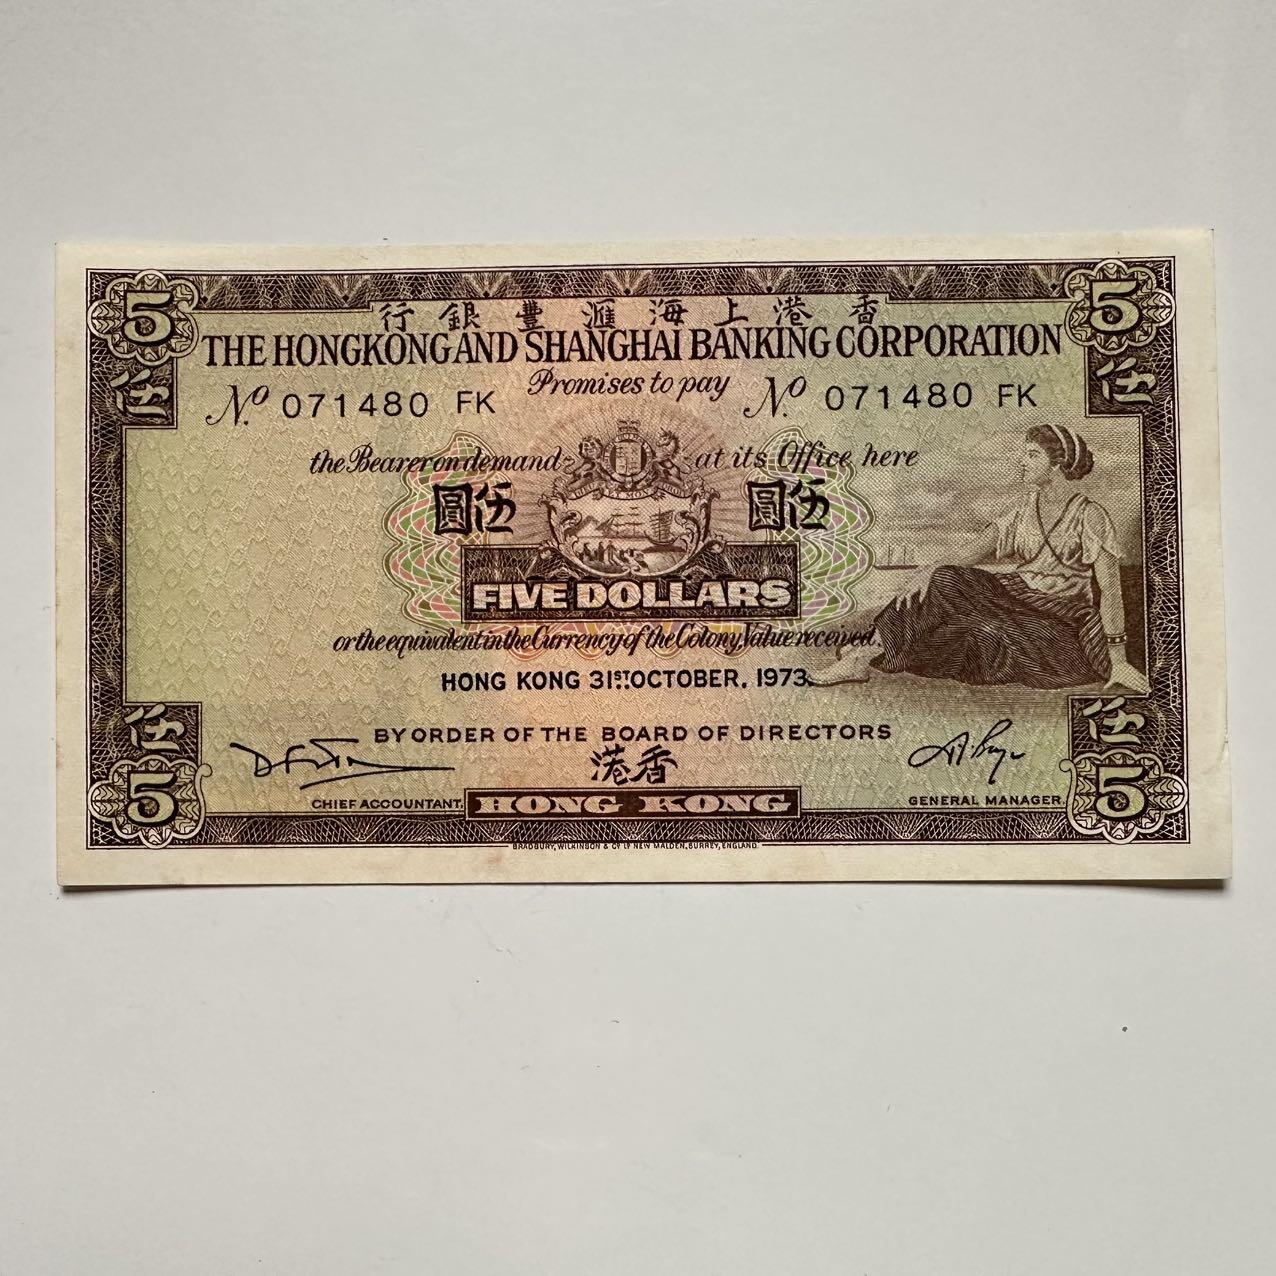 5 5
行銀豐滙海上港香
THE HONGKONG AND SHANGHAI BANKING CORPORATION
伍 伍
Promises to pay
Nº 071480 FK Nº 071480 FK
the Bearer on demand at its Office here
圓伍 圓伍
FIVE DOLLARS
or the equivalent in the Currency of the Colony, Value received.
HONG KONG 31ST OCTOBER, 1973.
伍 伍
BY ORDER OF THE BOARD OF DIRECTORS
港香
5 5
CHIEF ACCOUNTANT. HONG KONG GENERAL MANAGER.
BRADBURY, WILKINSON & Cº Lº NEW MALDEN, SURREY, ENGLAND.